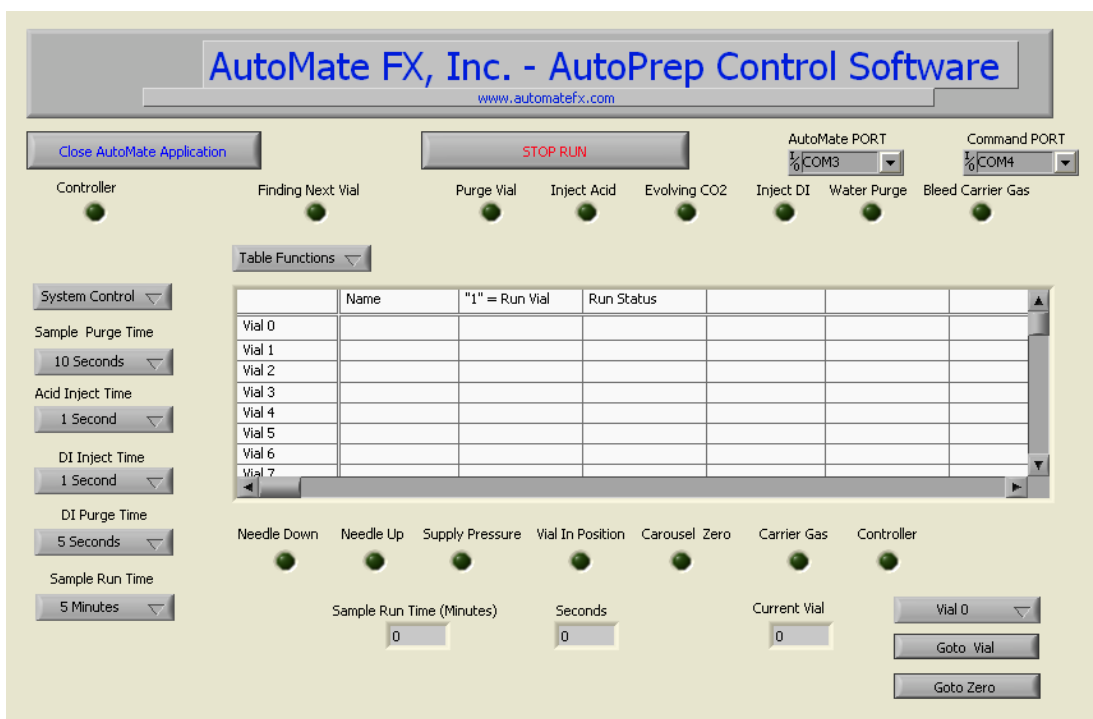 AutoMate FX, Inc. - AutoPrep Control Software
www.automatefx.com
Close AutoMate Application
STOP RUN
AutoMate PORT
Command PORT
I/O COM3
I/O COM4
Controller
Finding Next Vial
Purge Vial
Inject Acid
Evolving CO2
Inject DI
Water Purge
Bleed Carrier Gas
Table Functions
System Control
Sample Purge Time
10 Seconds
Acid Inject Time
1 Second
DI Inject Time
1 Second
DI Purge Time
5 Seconds
Sample Run Time
5 Minutes
Name "1" = Run Vial Run Status
Vial 0
Vial 1
Vial 2
Vial 3
Vial 4
Vial 5
Vial 6
Vial 7
Needle Down
Needle Up
Supply Pressure
Vial In Position
Carousel Zero
Carrier Gas
Controller
Sample Run Time (Minutes)
0
Seconds
0
Current Vial
0
Vial 0
Goto Vial
Goto Zero